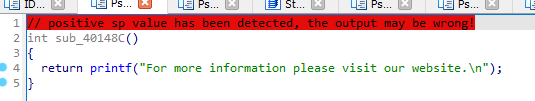 ID...
Ps...
Ps...
Ps...
Ps...
St...
Ps...
1 // positive sp value has been detected, the output may be wrong!
2 int sub_40148C()
3 {
4 return printf("For more information please visit our website.\n");
5 }